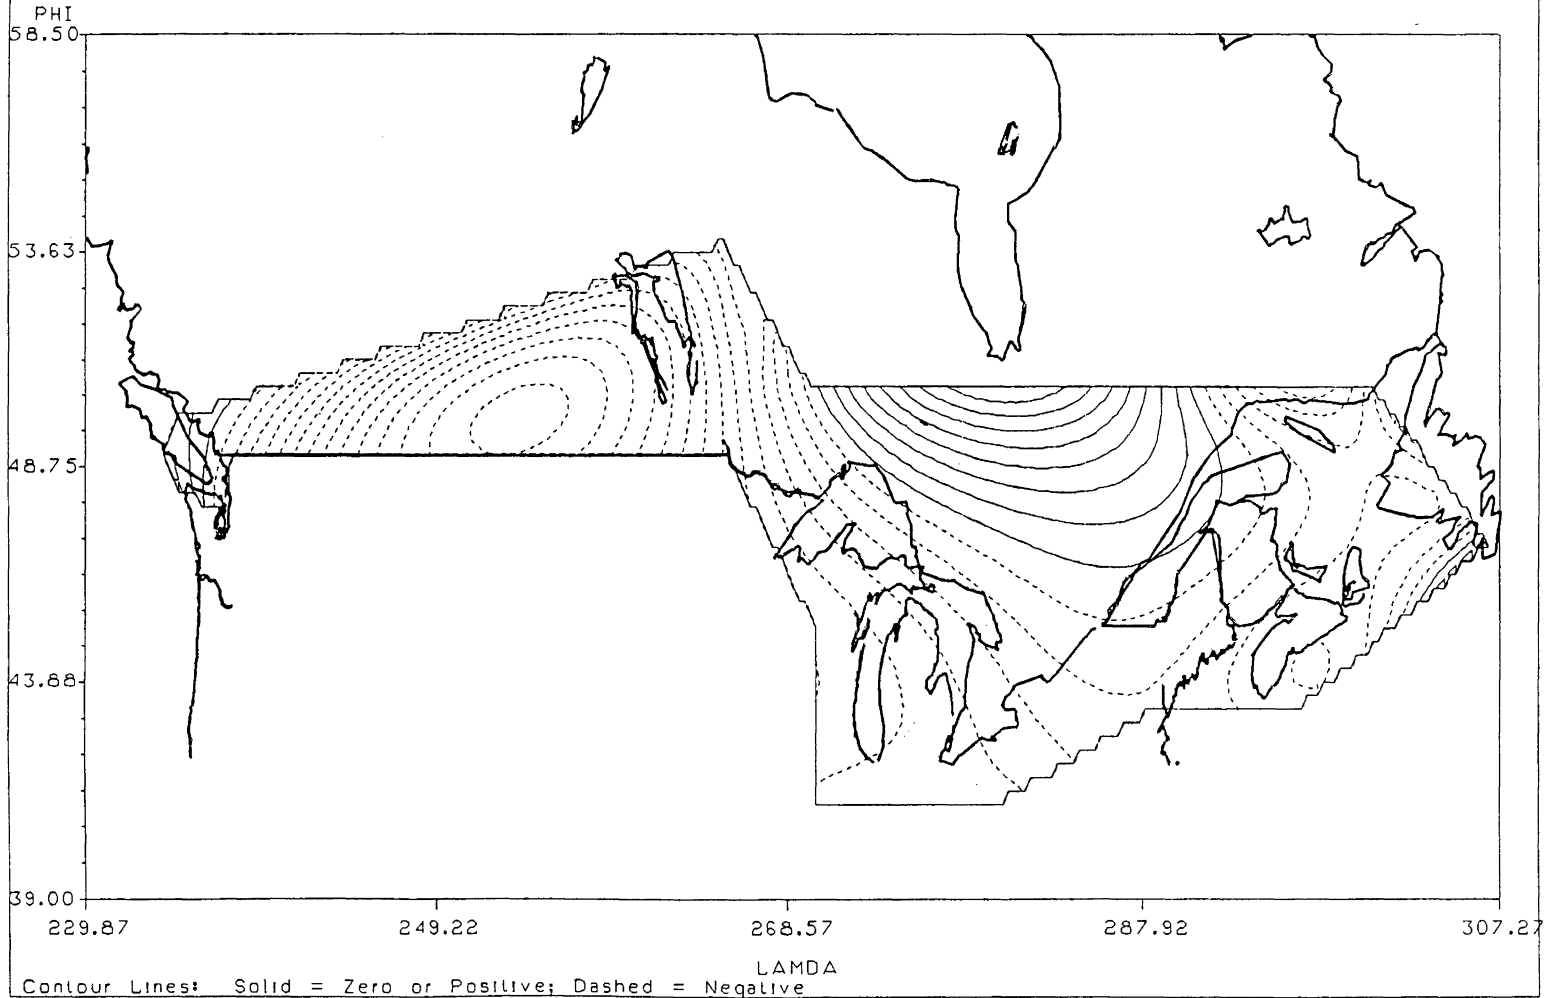 PHI
58.50
53.63
48.75
43.88
39.00
229.87 249.22 268.57 287.92 307.27
LAMDA
Contour Lines: Solid = Zero or Positive; Dashed = Negative